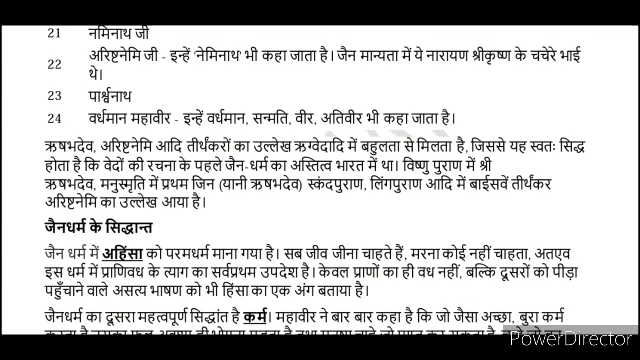 21 नमिनाथ जी
22 अरिष्टनेमि जी - इन्हें 'नेमिनाथ' भी कहा जाता है। जैन मान्यता में ये नारायण श्रीकृष्ण के चचेरे भाई
थे।
23 पार्श्वनाथ
24 वर्धमान महावीर - इन्हें वर्धमान, सन्मति, वीर, अतिवीर भी कहा जाता है।
ऋषभदेव, अरिष्टनेमि आदि तीर्थंकरों का उल्लेख ऋग्वेदादि में बहुलता से मिलता है, जिससे यह स्वतः सिद्ध
होता है कि वेदों की रचना के पहले जैन-धर्म का अस्तित्व भारत में था। विष्णु पुराण में श्री
ऋषभदेव, मनुस्मृति में प्रथम जिन (यानी ऋषभदेव) स्कंदपुराण, लिंगपुराण आदि में बाईसवें तीर्थंकर
अरिष्टनेमि का उल्लेख आया है।
जैनधर्म के सिद्धान्त
जैन धर्म में अहिंसा को परमधर्म माना गया है। सब जीव जीना चाहते हैं, मरना कोई नहीं चाहता, अतएव
इस धर्म में प्राणिवध के त्याग का सर्वप्रथम उपदेश है। केवल प्राणों का ही वध नहीं, बल्कि दूसरों को पीड़ा
पहुँचाने वाले असत्य भाषण को भी हिंसा का एक अंग बताया है।
जैनधर्म का दूसरा महत्वपूर्ण सिद्धांत है कर्म। महावीर ने बार बार कहा है कि जो जैसा अच्छा, बुरा कर्म
PowerDirector